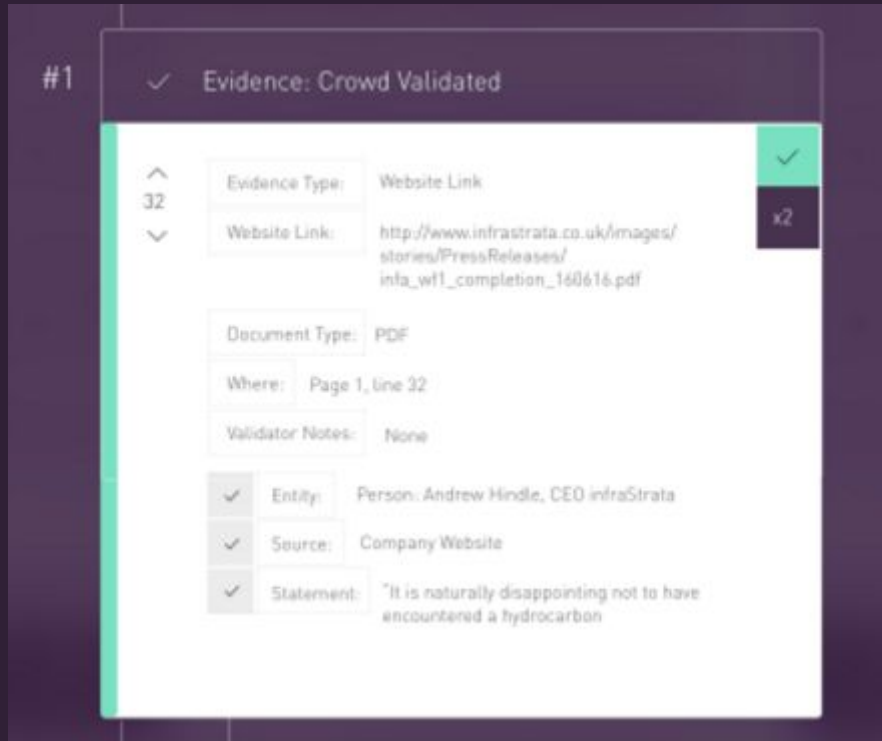 #1
Evidence: Crowd Validated
32
Evidence Type: Website Link
x2
Website Link: http://www.infrastrata.co.uk/images/
stories/PressReleases/
infa_wf1_completion_160616.pdf
Document Type: PDF
Where: Page 1, line 32
Validator Notes: None
Entity: Person: Andrew Hindle, CEO infraStrata
Source: Company Website
Statement: "It is naturally disappointing not to have
encountered a hydrocarbon